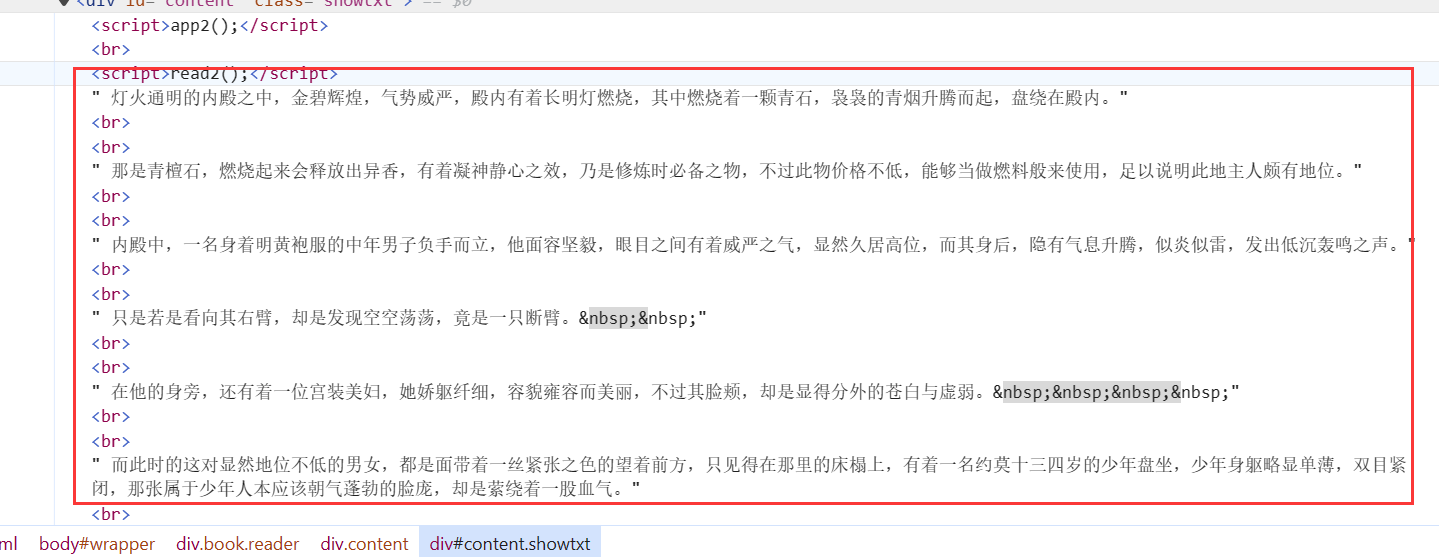 <div id="content" class="showtxt"> == $0
<script>app2();</script>
<br>
<script>read2();</script>
" 灯火通明的内殿之中，金碧辉煌，气势威严，殿内有着长明灯燃烧，其中燃烧着一颗青石，袅袅的青烟升腾而起，盘绕在殿内。"
<br>
<br>
" 那是青檀石，燃烧起来会释放出异香，有着凝神静心之效，乃是修炼时必备之物，不过此物价格不低，能够当做燃料般来使用，足以说明此地主人颇有地位。"
<br>
<br>
" 内殿中，一名身着明黄袍服的中年男子负手而立，他面容坚毅，眼目之间有着威严之气，显然久居高位，而其身后，隐有气息升腾，似炎似雷，发出低沉轰鸣之声。"
<br>
<br>
" 只是若是看向其右臂，却是发现空空荡荡，竟是一只断臂。&nbsp;&nbsp;"
<br>
<br>
" 在他的身旁，还有着一位宫装美妇，她娇躯纤细，容貌雍容而美丽，不过其脸颊，却是显得分外的苍白与虚弱。&nbsp;&nbsp;&nbsp;&nbsp;"
<br>
<br>
" 而此时的这对显然地位不低的男女，都是面带着一丝紧张之色的望着前方，只见得在那里的床榻上，有着一名约莫十三四岁的少年盘坐，少年身躯略显单薄，双目紧
闭，那张属于少年人本应该朝气蓬勃的脸庞，却是萦绕着一股血气。"
<br>
ml body#wrapper div.book.reader div.content div#content.showtxt